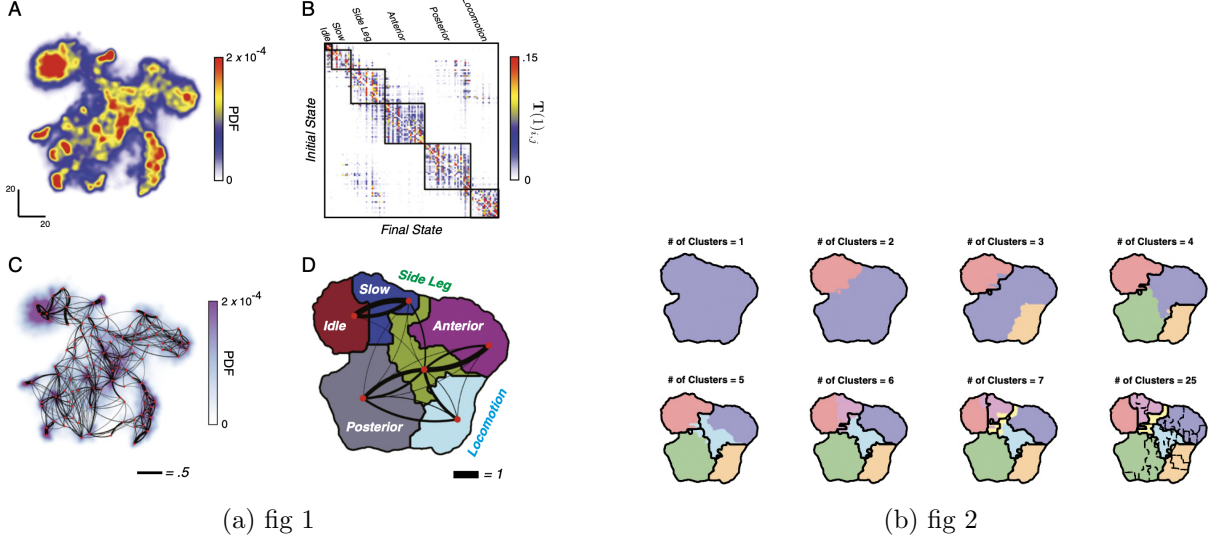 A
2 x 10⁻⁴
PDF
0
20
20
B
Idle
Slow
Side Leg
Anterior
Posterior
Locomotion
Initial State
Final State
.15
T(1)i,j
0
C
2 x 10⁻⁴
PDF
0
= .5
D
Slow
Side Leg
Idle
Anterior
Posterior
Locomotion
= 1
(a) fig 1
# of Clusters = 1
# of Clusters = 2
# of Clusters = 3
# of Clusters = 4
# of Clusters = 5
# of Clusters = 6
# of Clusters = 7
# of Clusters = 25
(b) fig 2